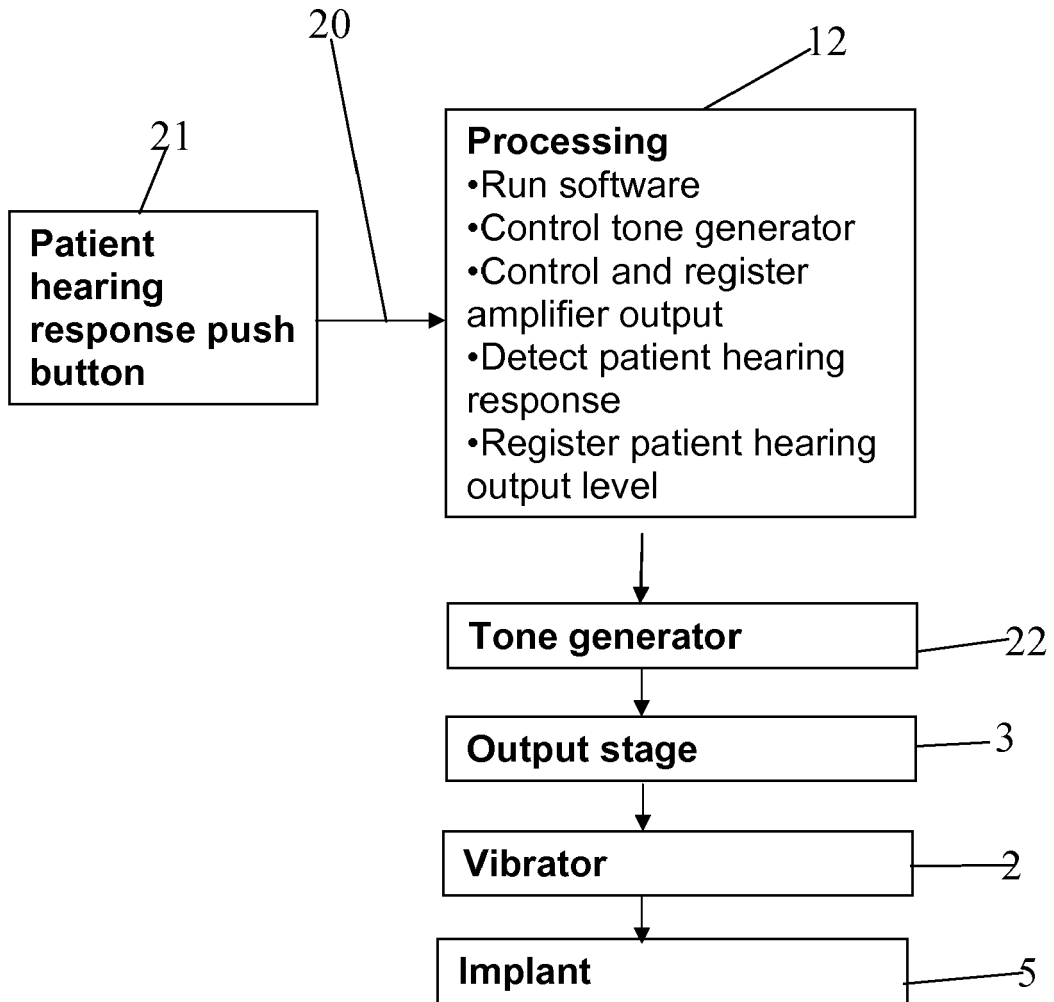 20
12
21
Patient
hearing
response push
button
Processing
•Run software
•Control tone generator
•Control and register
amplifier output
•Detect patient hearing
response
•Register patient hearing
output level
Tone generator
22
Output stage
3
Vibrator
2
Implant
5